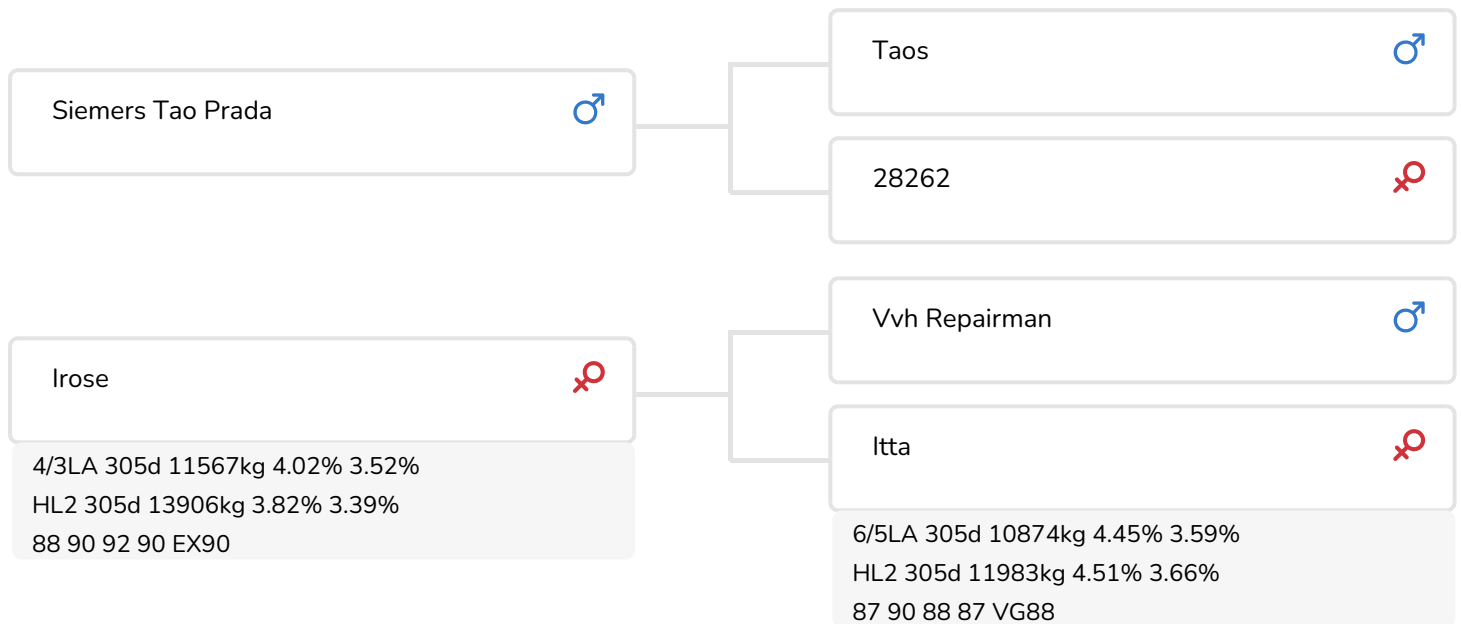 Siemers Tao Prada
Taos
28262
Irose
4/3LA 305d 11567kg 4.02% 3.52%
HL2 305d 13906kg 3.82% 3.39%
88 90 92 90 EX90
Vvh Repairman
Itta
6/5LA 305d 10874kg 4.45% 3.59%
HL2 305d 11983kg 4.51% 3.66%
87 90 88 87 VG88